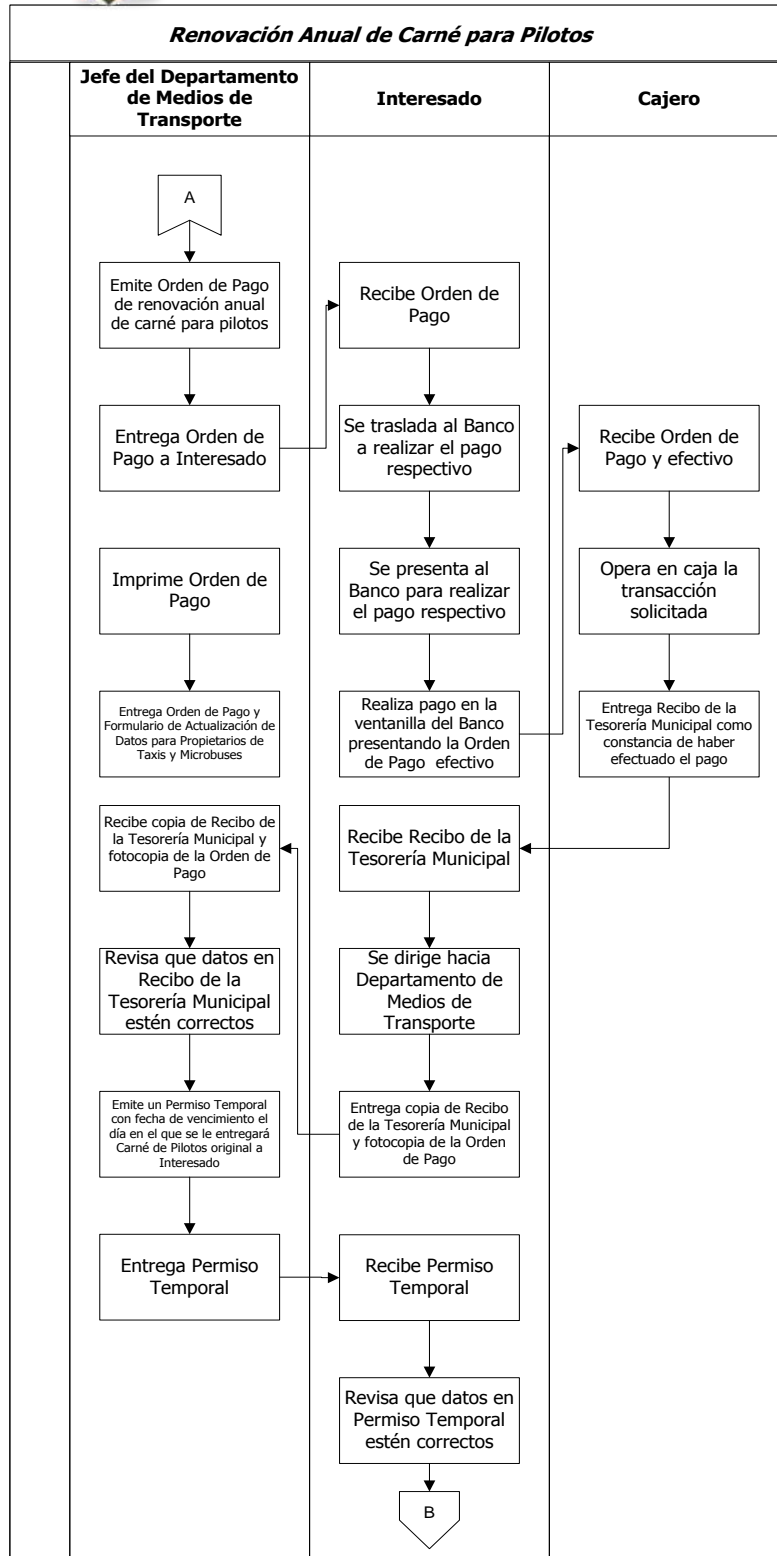 Renovación Anual de Carné para Pilotos
Jefe del Departamento
de Medios de
Transporte
Interesado
Cajero
A
Emite Orden de Pago
de renovación anual
de carné para pilotos
Recibe Orden de
Pago
Entrega Orden de
Pago a Interesado
Se traslada al Banco
a realizar el pago
respectivo
Recibe Orden de
Pago y efectivo
Imprime Orden de
Pago
Se presenta al
Banco para realizar
el pago respectivo
Opera en caja la
transacción
solicitada
Entrega Orden de Pago y
Formulario de Actualización de
Datos para Propietarios de
Taxis y Microbuses
Realiza pago en la
ventanilla del Banco
presentando la Orden
de Pago efectivo
Entrega Recibo de la
Tesorería Municipal como
constancia de haber
efectuado el pago
Recibe copia de Recibo de
la Tesorería Municipal y
fotocopia de la Orden de
Pago
Recibe Recibo de la
Tesorería Municipal
Revisa que datos en
Recibo de la
Tesorería Municipal
estén correctos
Se dirige hacia
Departamento de
Medios de
Transporte
Emite un Permiso Temporal
con fecha de vencimiento el
día en el que se le entregará
Carné de Pilotos original a
Interesado
Entrega copia de Recibo
de la Tesorería Municipal
y fotocopia de la Orden
de Pago
Entrega Permiso
Temporal
Recibe Permiso
Temporal
Revisa que datos en
Permiso Temporal
estén correctos
B